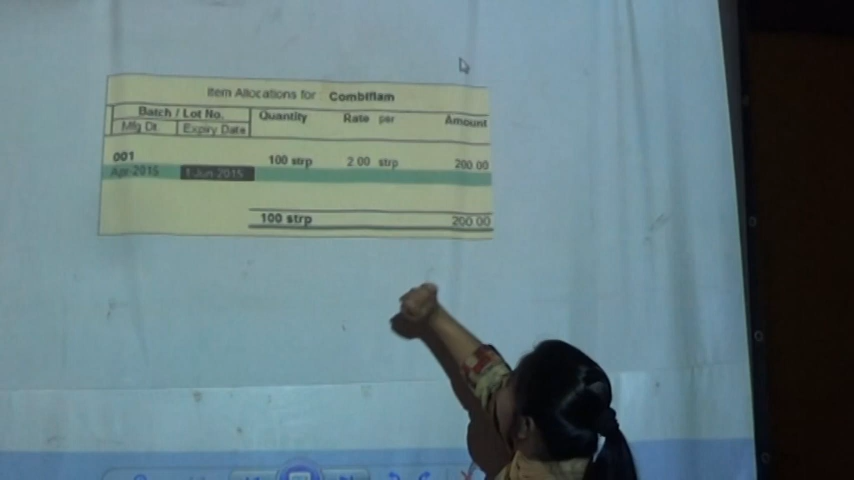 Item Allocations for Combiflam
Batch / Lot No. Quantity Rate per Amount
Mfg Dt. Expiry Date
001 100 strp 2.00 strp 200.00
Apr-2015 1-Jun-2015
100 strp 200.00